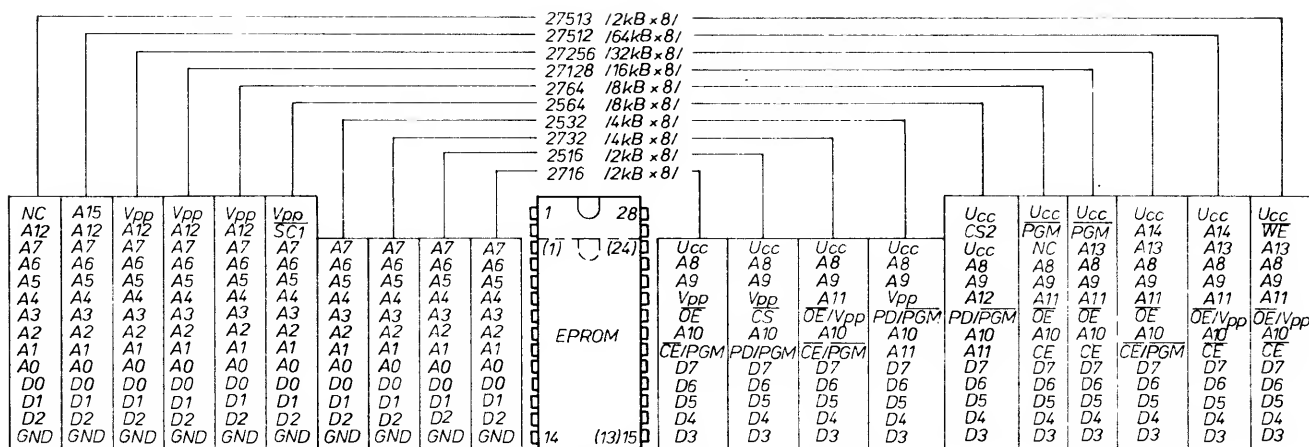 27513 /2kB x 8/
27512 /64kB x 8/
27256 /32kB x 8/
27128 /16kB x 8/
2764 /8kB x 8/
2564 /8kB x 8/
2532 /4kB x 8/
2732 /4kB x 8/
2516 /2kB x 8/
2716 /2kB x 8/
NC A15 Vpp Vpp Vpp Vpp 1 28 Ucc Ucc Ucc Ucc Ucc Ucc
A12 A12 A12 A12 A12 SC1 CS2 PGM PGM A14 A14 WE
A7 A7 A7 A7 A7 A7 A7 A7 A7 A7 (1) (24) Ucc Ucc Ucc Ucc Ucc NC A13 A13 A13 A13
A6 A6 A6 A6 A6 A6 A6 A6 A6 A6 A8 A8 A8 A8 A8 A8 A8 A8 A8 A8
A5 A5 A5 A5 A5 A5 A5 A5 A5 A5 A9 A9 A9 A9 A9 A9 A9 A9 A9 A9
A4 A4 A4 A4 A4 A4 A4 A4 A4 A4 Vpp Vpp A11 Vpp A12 A11 A11 A11 A11 A11
A3 A3 A3 A3 A3 A3 A3 A3 A3 A3 OE CS OE/Vpp PD/PGM PD/PGM OE OE OE OE/Vpp OE/Vpp
A2 A2 A2 A2 A2 A2 A2 A2 A2 A2 EPROM A10 A10 A10 A10 A10 A10 A10 A10 A10 A10
A1 A1 A1 A1 A1 A1 A1 A1 A1 A1 CE/PGM PD/PGM CE/PGM A11 A11 CE CE CE/PGM CE CE
A0 A0 A0 A0 A0 A0 A0 A0 A0 A0 D7 D7 D7 D7 D7 D7 D7 D7 D7 D7
D0 D0 D0 D0 D0 D0 D0 D0 D0 D0 D6 D6 D6 D6 D6 D6 D6 D6 D6 D6
D1 D1 D1 D1 D1 D1 D1 D1 D1 D1 D5 D5 D5 D5 D5 D5 D5 D5 D5 D5
D2 D2 D2 D2 D2 D2 D2 D2 D2 D2 D4 D4 D4 D4 D4 D4 D4 D4 D4 D4
GND GND GND GND GND GND GND GND GND GND 14 (13) 15 D3 D3 D3 D3 D3 D3 D3 D3 D3 D3